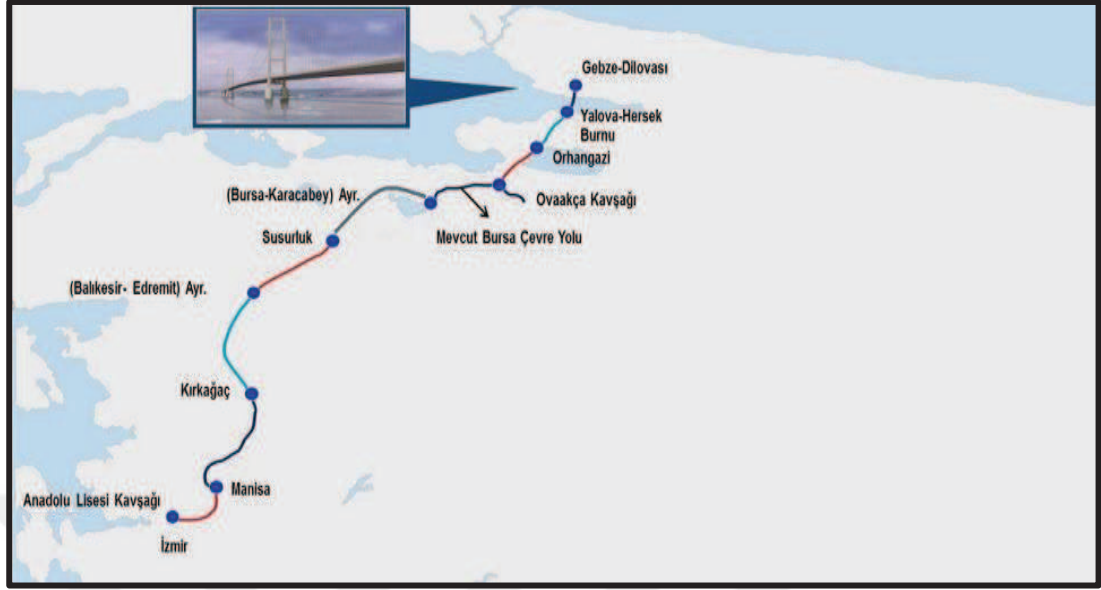 Gebze-Dilovası
Yalova-Hersek
Burnu
Orhangazi
Ovaakça Kavşağı
(Bursa-Karacabey) Ayr.
Mevcut Bursa Çevre Yolu
Susurluk
(Balıkesir- Edremit) Ayr.
Kırkağaç
Manisa
Anadolu Lisesi Kavşağı
İzmir